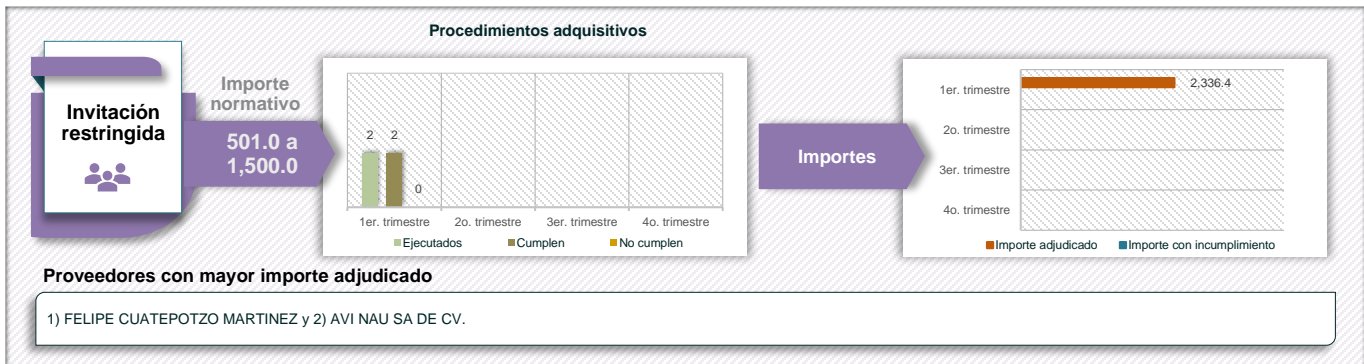 Procedimientos adquisitivos
Invitación
restringida
Importe
normativo
501.0 a
1,500.0
2
2
0
1er. trimestre
2o. trimestre
3er. trimestre
4o. trimestre
Ejecutados
Cumplen
No cumplen
Importes
1er. trimestre
2,336.4
2o. trimestre
3er. trimestre
4o. trimestre
Importe adjudicado
Importe con incumplimiento
Proveedores con mayor importe adjudicado
1) FELIPE CUATEPOTZO MARTINEZ y 2) AVI NAU SA DE CV.